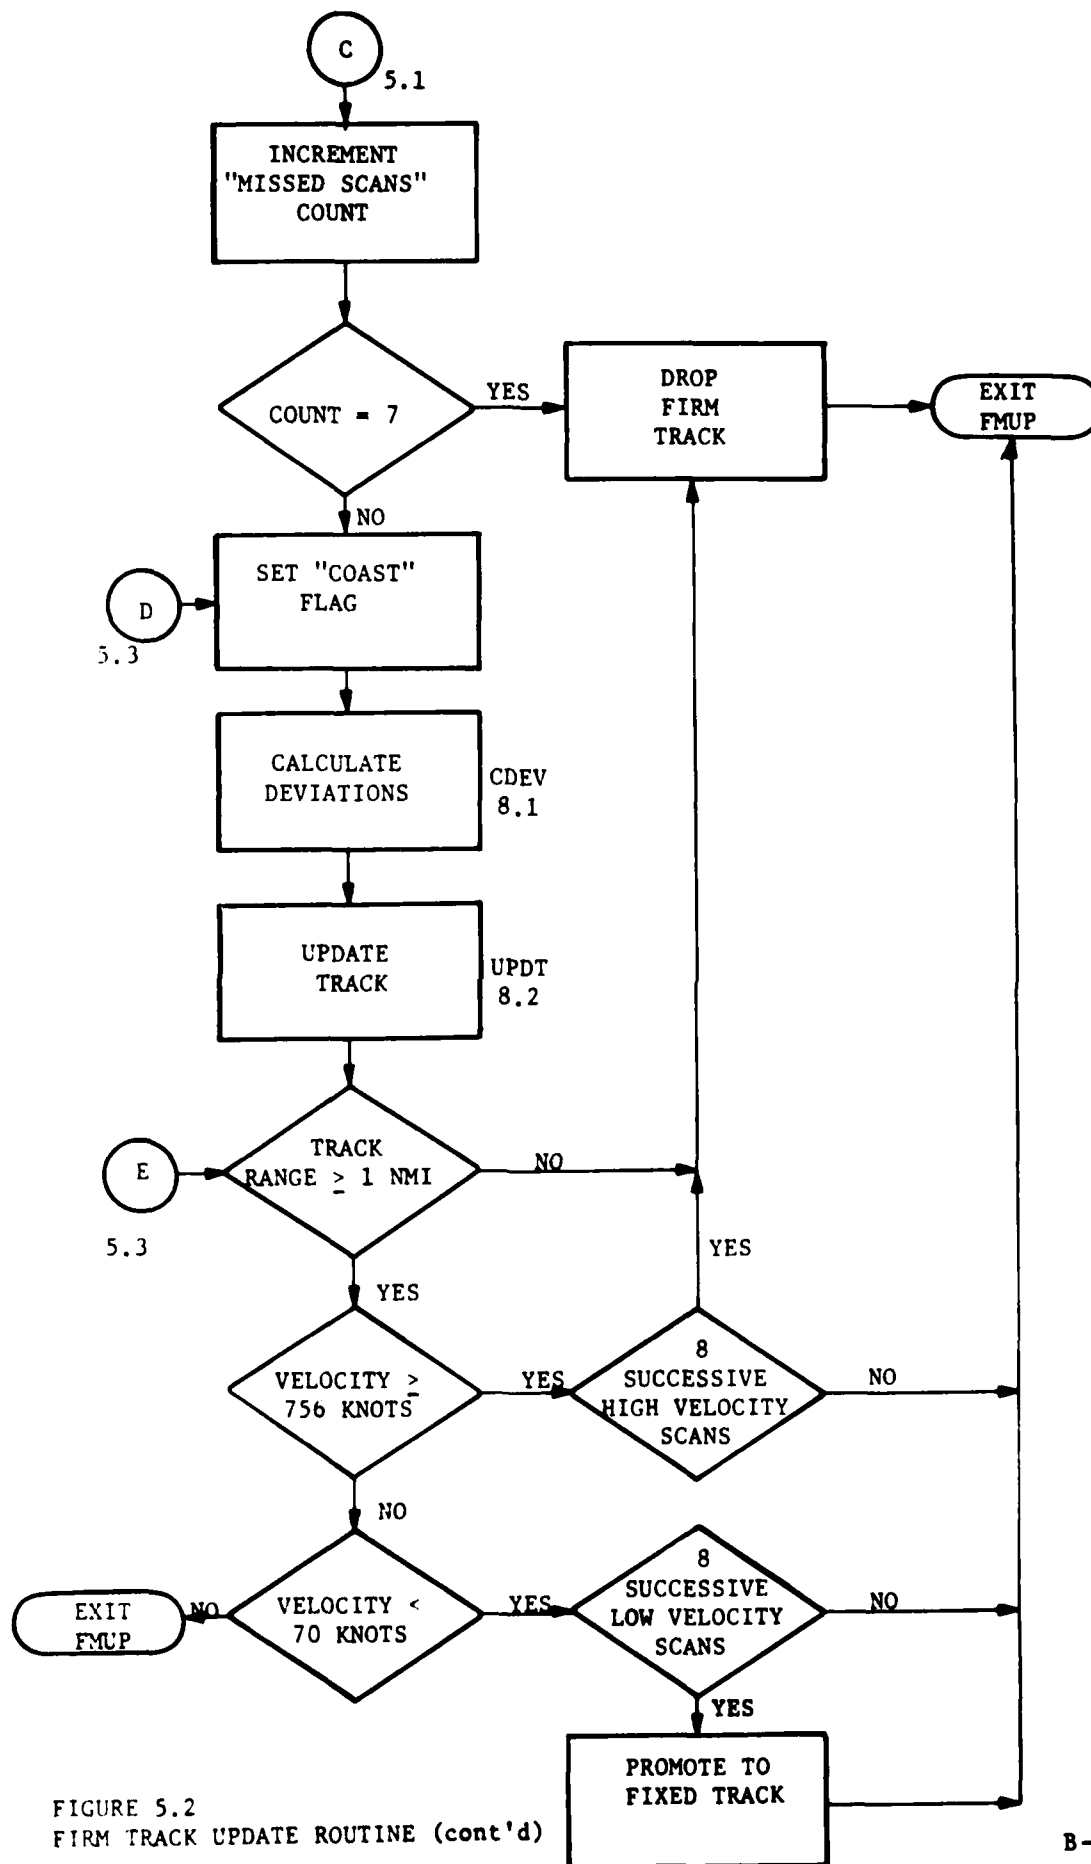 C
5.1
INCREMENT
"MISSED SCANS"
COUNT
COUNT = 7
YES
DROP
FIRM
TRACK
EXIT
FMUP
NO
SET "COAST"
FLAG
D
5.3
CALCULATE
DEVIATIONS
CDEV
8.1
UPDATE
TRACK
UPDT
8.2
TRACK
RANGE ≥ 1 NMI
NO
E
5.3
YES
YES
VELOCITY ≥
756 KNOTS
YES
8
SUCCESSIVE
HIGH VELOCITY
SCANS
NO
NO
VELOCITY <
70 KNOTS
NO
EXIT
FMUP
YES
8
SUCCESSIVE
LOW VELOCITY
SCANS
NO
YES
PROMOTE TO
FIXED TRACK
FIGURE 5.2
FIRM TRACK UPDATE ROUTINE (cont'd)
B-